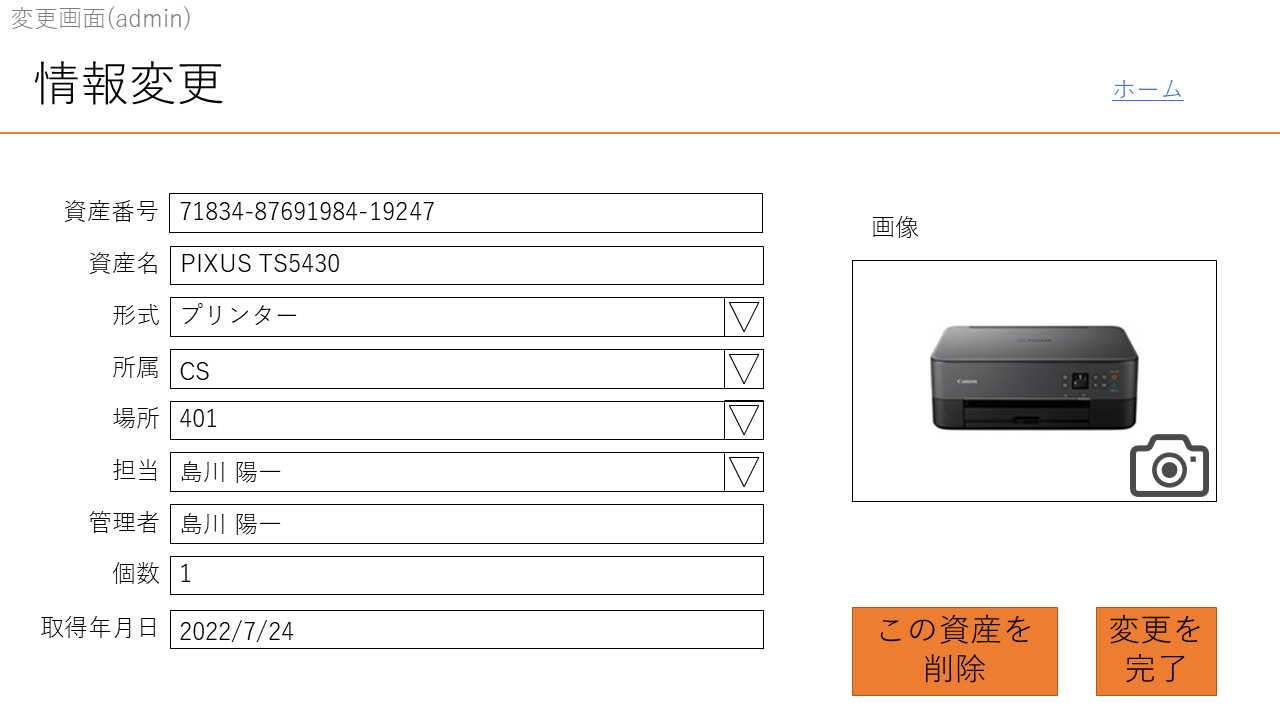 変更画面(admin)
情報変更
ホーム
資産番号 71834-87691984-19247
資産名 PIXUS TS5430
形式 プリンター
所属 CS
場所 401
担当 島川 陽一
管理者 島川 陽一
個数 1
取得年月日 2022/7/24
画像
Canon
この資産を
削除
変更を
完了